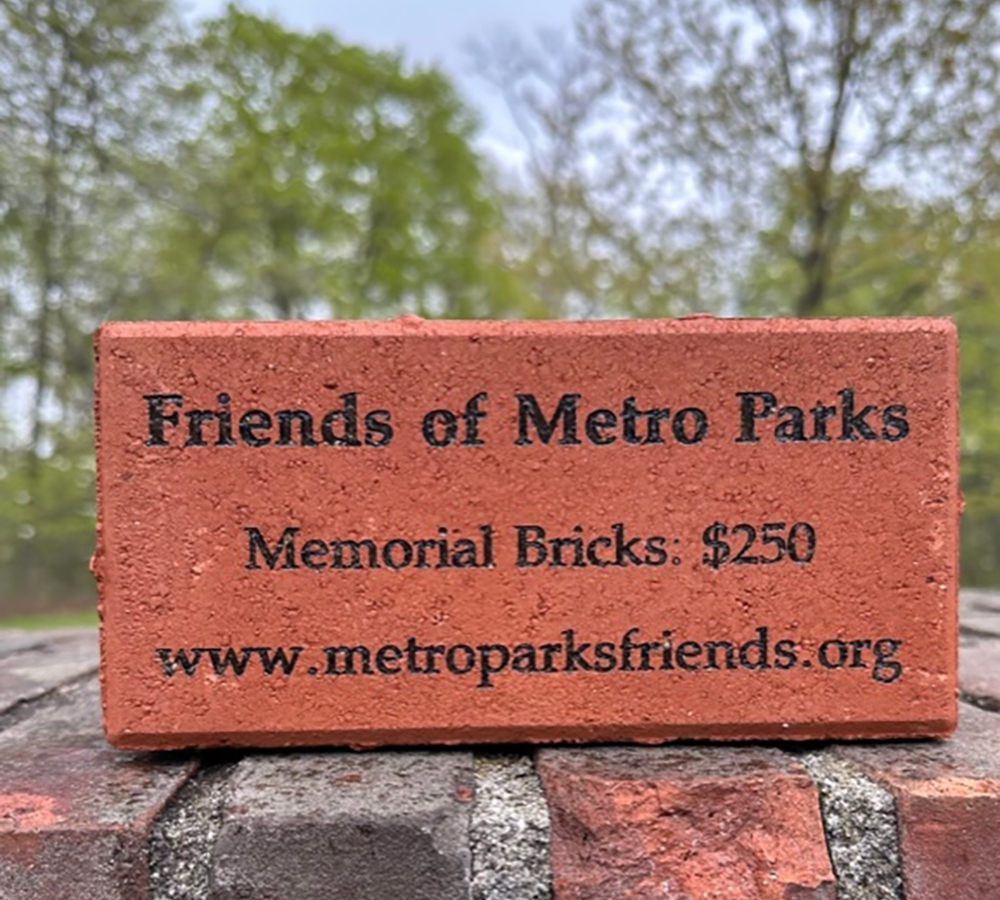 Friends of Metro Parks
Memorial Bricks: $250
www.metroparksfriends.org